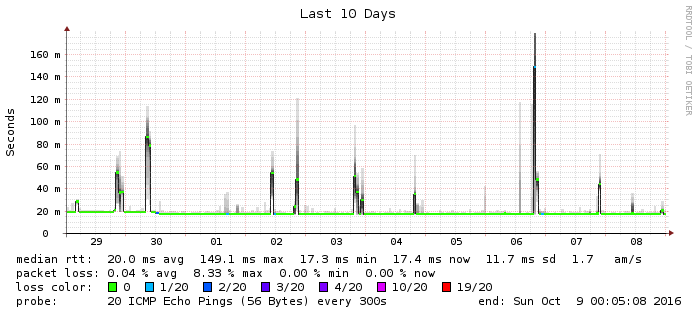 Last 10 Days
RRDTOOL / TOBI OETIKER
Seconds
160 m
140 m
120 m
100 m
80 m
60 m
40 m
20 m
0
29 30 01 02 03 04 05 06 07 08
median rtt: 20.0 ms avg 149.1 ms max 17.3 ms min 17.4 ms now 11.7 ms sd 1.7 am/s
packet loss: 0.04 % avg 8.33 % max 0.00 % min 0.00 % now
loss color: 0 1/20 2/20 3/20 4/20 10/20 19/20
probe: 20 ICMP Echo Pings (56 Bytes) every 300s end: Sun Oct 9 00:05:08 2016